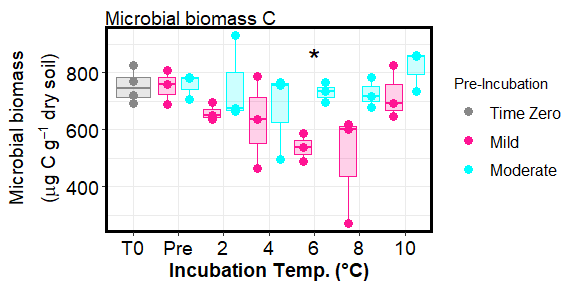 Microbial biomass C
Microbial biomass
(µg C g⁻¹ dry soil)
800
600
400
*
T0 Pre 2 4 6 8 10
Incubation Temp. (°C)
Pre-Incubation
Time Zero
Mild
Moderate